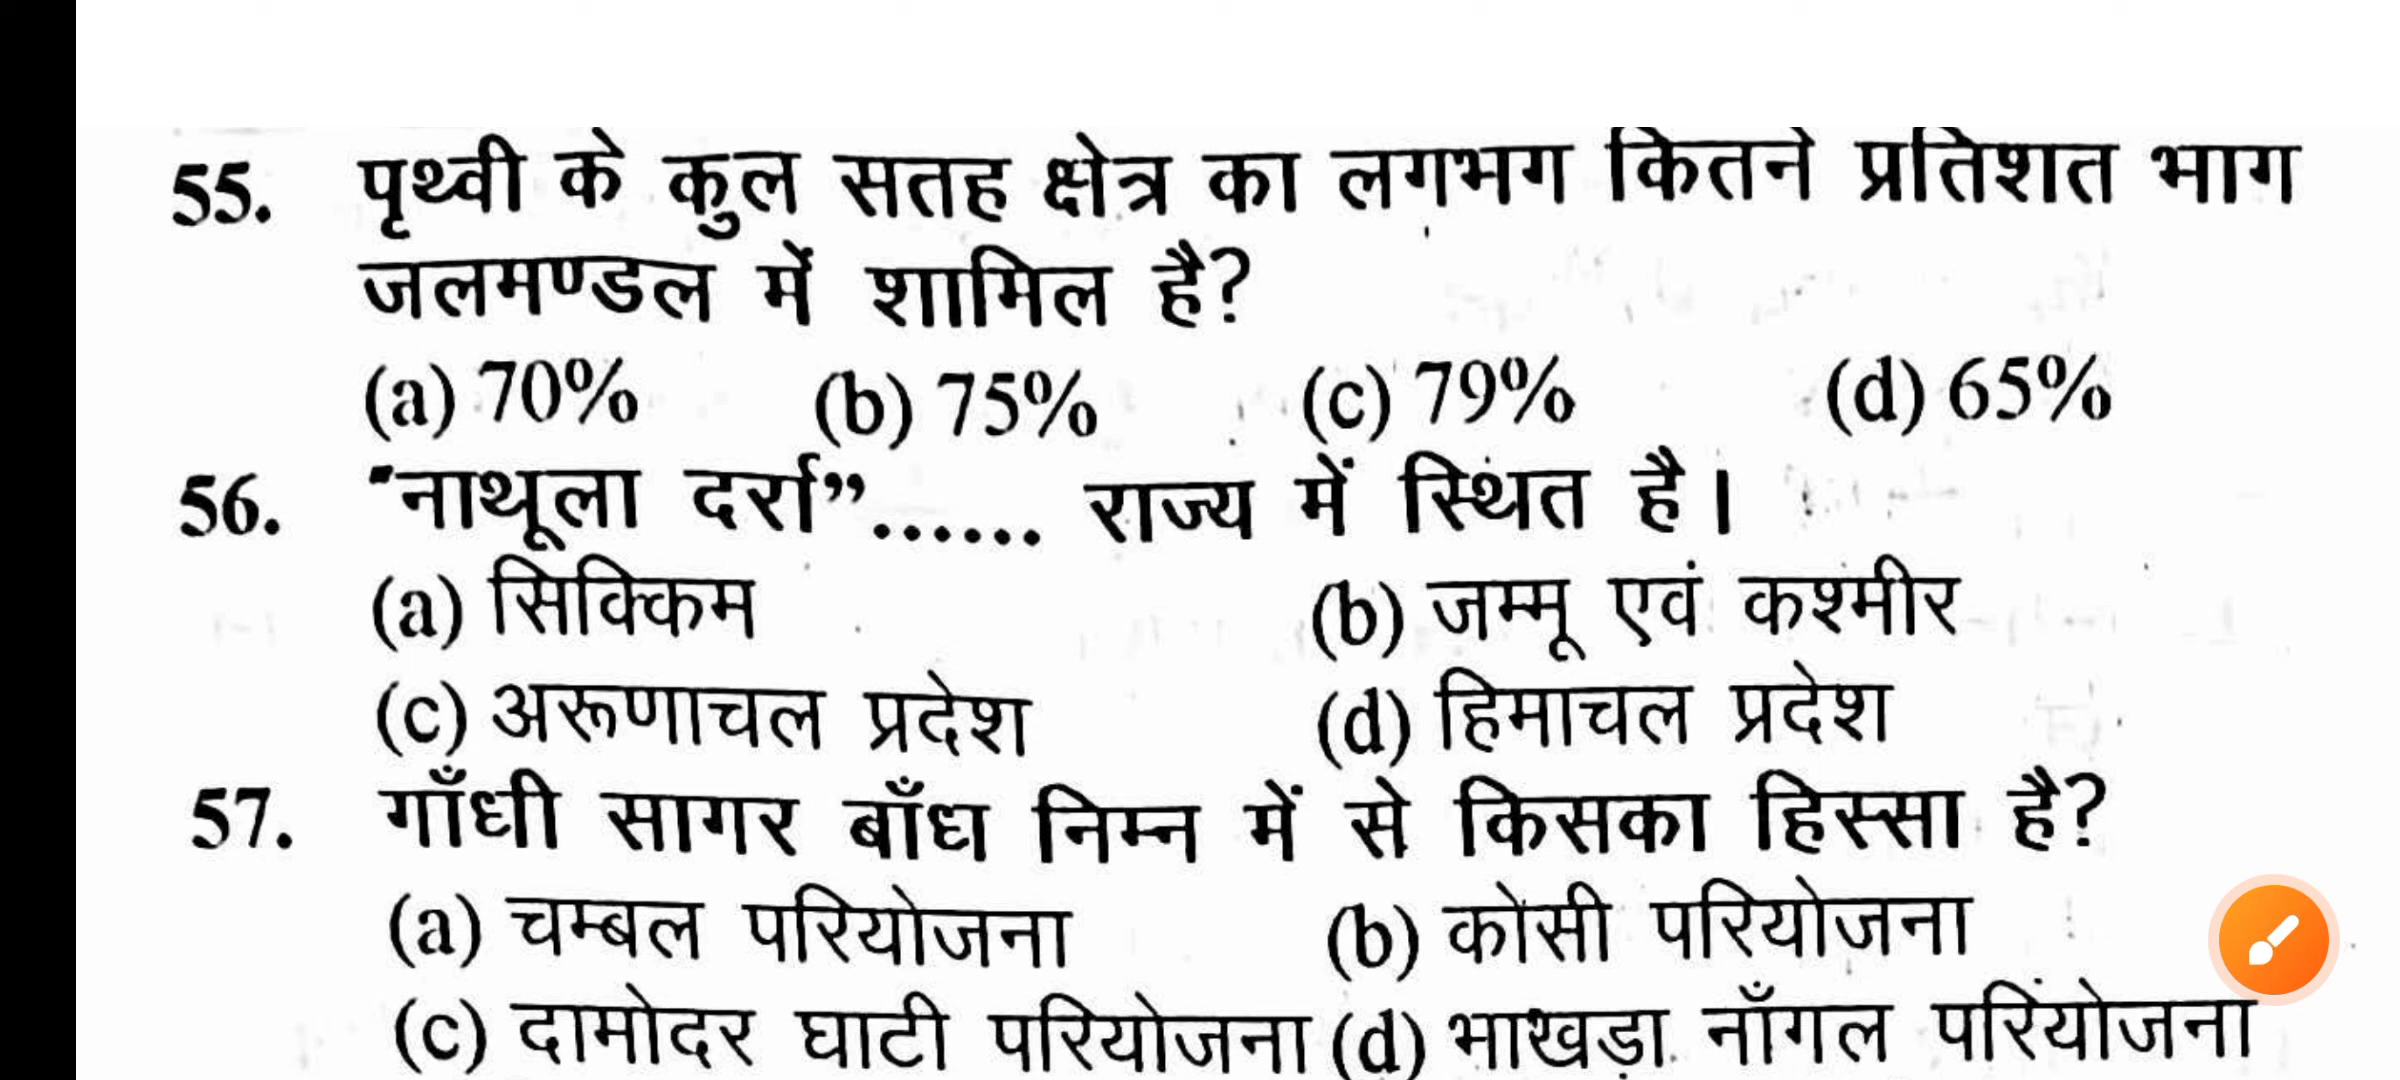 55. पृथ्वी के कुल सतह क्षेत्र का लगभग कितने प्रतिशत भाग
जलमण्डल में शामिल है?
(a) 70% (b) 75% (c) 79% (d) 65%
56. "नाथूला दर्रा”...... राज्य में स्थित है।
(a) सिक्किम (b) जम्मू एवं कश्मीर
(c) अरूणाचल प्रदेश (d) हिमाचल प्रदेश
57. गाँधी सागर बाँध निम्न में से किसका हिस्सा है?
(a) चम्बल परियोजना (b) कोसी परियोजना
(c) दामोदर घाटी परियोजना (d) भाखड़ा नाँगल परियोजना